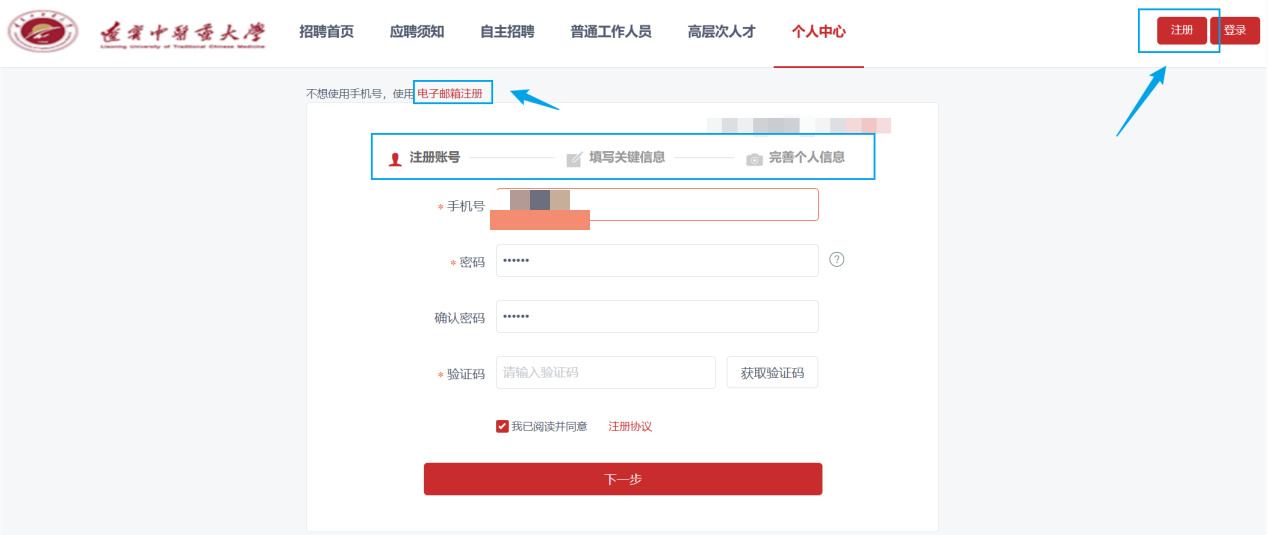 遼寧中醫藥大學
Liaoning University of Traditional Chinese Medicine
招聘首页 应聘须知 自主招聘 普通工作人员 高层次人才 个人中心 注册 登录
不想使用手机号，使用 电子邮箱注册
注册账号 填写关键信息 完善个人信息
* 手机号
* 密码 •••••• ?
确认密码 ••••••
* 验证码 请输入验证码 获取验证码
我已阅读并同意 注册协议
下一步